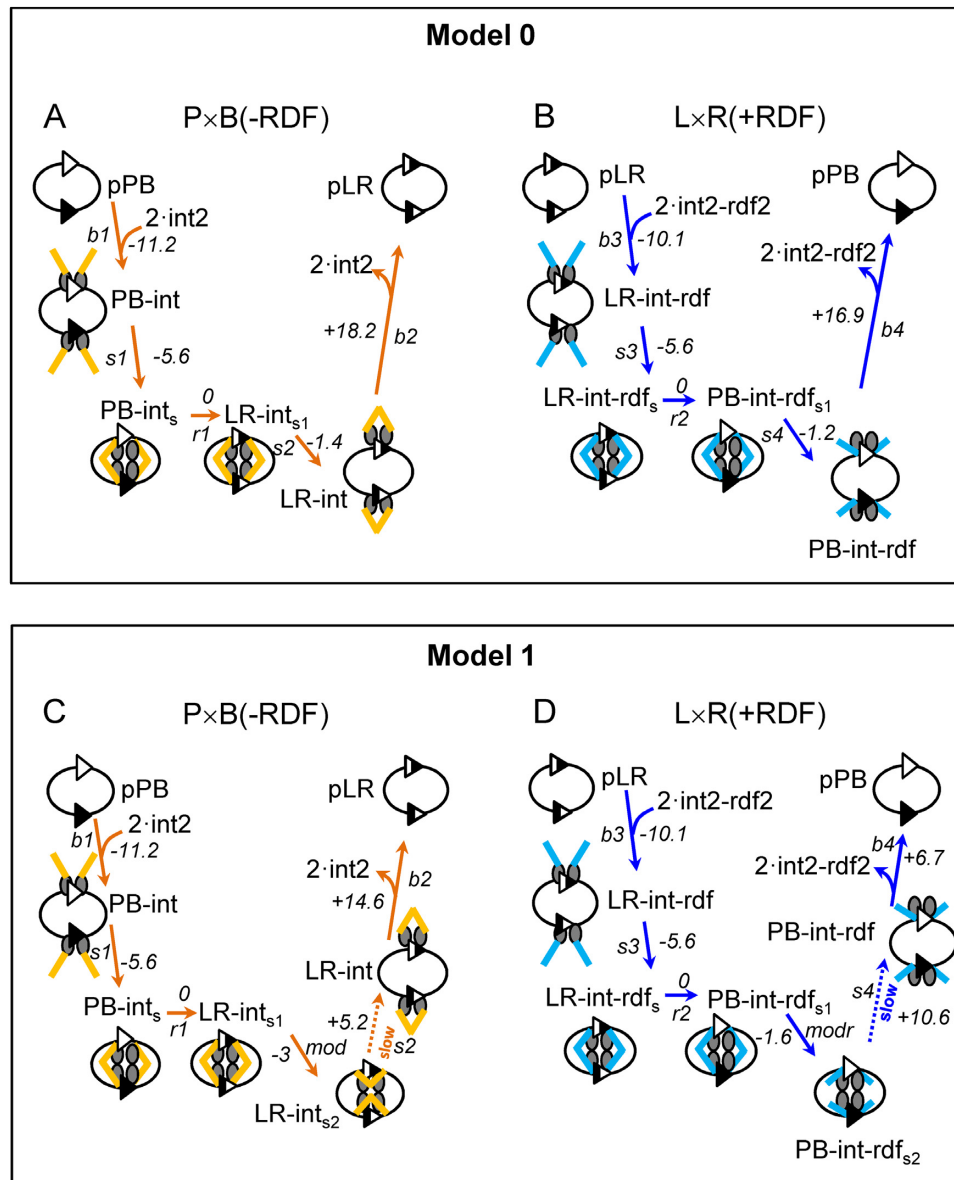 Model 0
A
P×B(-RDF)
pPB
2·int2
b1
-11.2
PB-int
s1
-5.6
PB-int_s
0
r1
LR-int_s1
s2
-1.4
LR-int
+18.2
b2
2·int2
pLR
B
L×R(+RDF)
pLR
2·int2-rdf2
b3
-10.1
LR-int-rdf
s3
-5.6
LR-int-rdf_s
0
r2
PB-int-rdf_s1
s4
-1.2
PB-int-rdf
+16.9
b4
2·int2-rdf2
pPB
Model 1
C
P×B(-RDF)
pPB
2·int2
b1
-11.2
PB-int
s1
-5.6
PB-int_s
0
r1
LR-int_s1
-3
mod
LR-int_s2
+5.2
slow
s2
LR-int
+14.6
b2
2·int2
pLR
D
L×R(+RDF)
pLR
2·int2-rdf2
b3
-10.1
LR-int-rdf
s3
-5.6
LR-int-rdf_s
0
r2
PB-int-rdf_s1
-1.6
modr
PB-int-rdf_s2
s4
slow
+10.6
PB-int-rdf
2·int2-rdf2
b4
+6.7
pPB